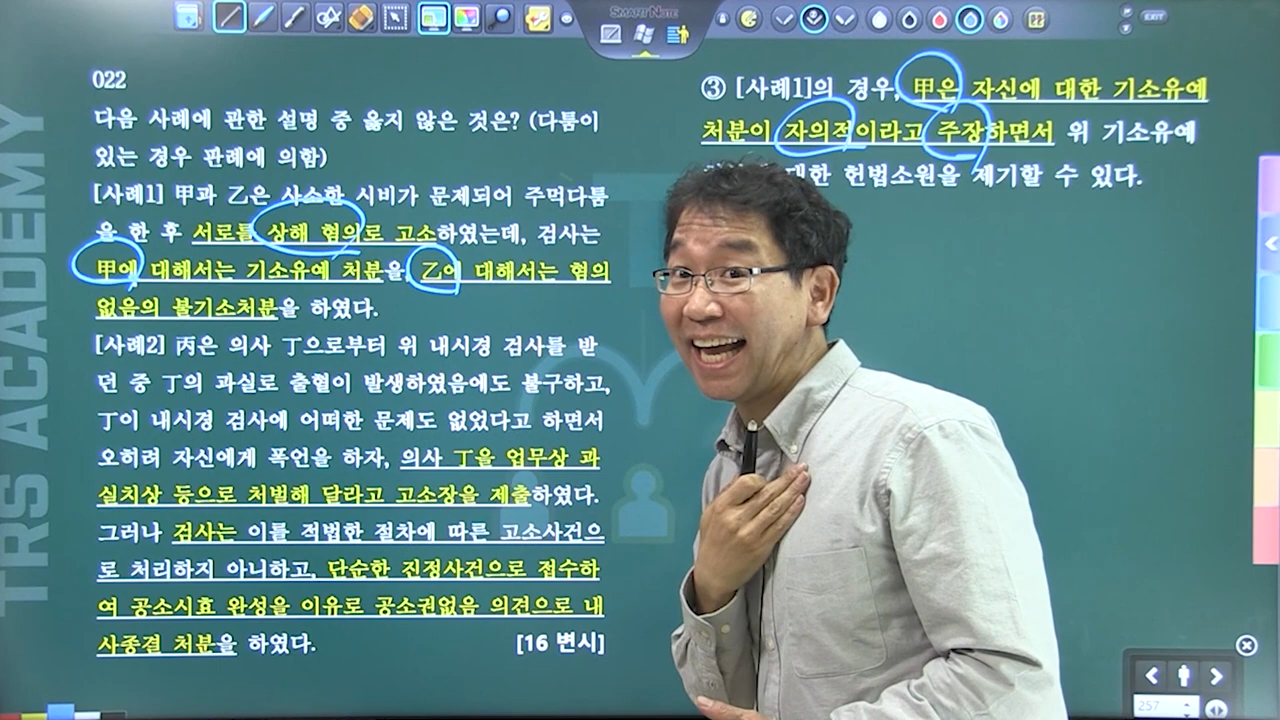 SMART NOTE
EXIT
TRS ACADEMY
022
다음 사례에 관한 설명 중 옳지 않은 것은? (다툼이
있는 경우 판례에 의함)
[사례1] 甲과 乙은 사소한 시비가 문제되어 주먹다툼
을 한 후 서로를 상해 혐의로 고소하였는데, 검사는
甲에 대해서는 기소유예 처분을, 乙에 대해서는 혐의
없음의 불기소처분을 하였다.
[사례2] 丙은 의사 丁으로부터 위 내시경 검사를 받
던 중 丁의 과실로 출혈이 발생하였음에도 불구하고,
丁이 내시경 검사에 어떠한 문제도 없었다고 하면서
오히려 자신에게 폭언을 하자, 의사 丁을 업무상 과
실치상 등으로 처벌해 달라고 고소장을 제출하였다.
그러나 검사는 이를 적법한 절차에 따른 고소사건으
로 처리하지 아니하고, 단순한 진정사건으로 접수하
여 공소시효 완성을 이유로 공소권없음 의견으로 내
사종결 처분을 하였다. [16 변시]
③ [사례1]의 경우, 甲은 자신에 대한 기소유예
처분이 자의적이라고 주장하면서 위 기소유예
대한 헌법소원을 제기할 수 있다.
257